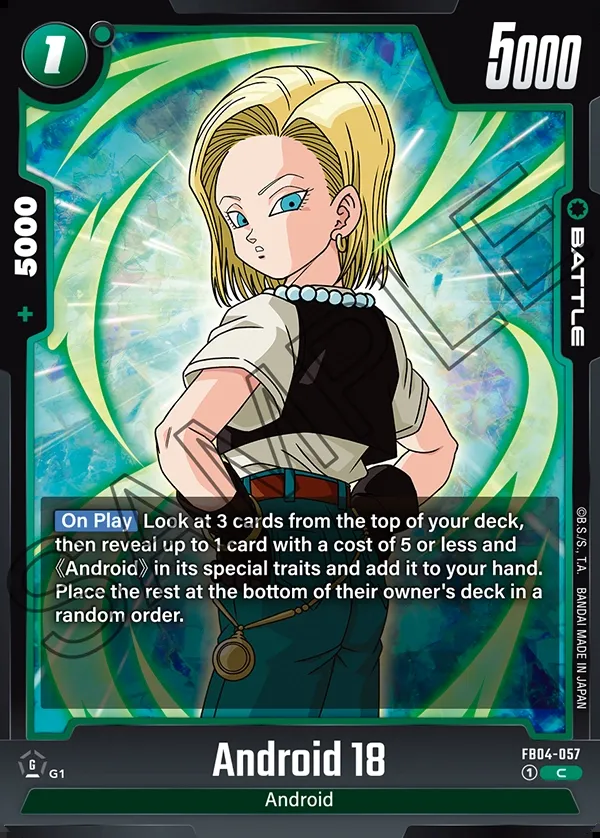 1
5000
+ 5000
BATTLE
SAMPLE
On Play Look at 3 cards from the top of your deck,
then reveal up to 1 card with a cost of 5 or less and
《Android》 in its special traits and add it to your hand.
Place the rest at the bottom of their owner's deck in a
random order.
©B.S./S., T.A. BANDAI MADE IN JAPAN
G G1
Android 18
FB04-057
① C
Android